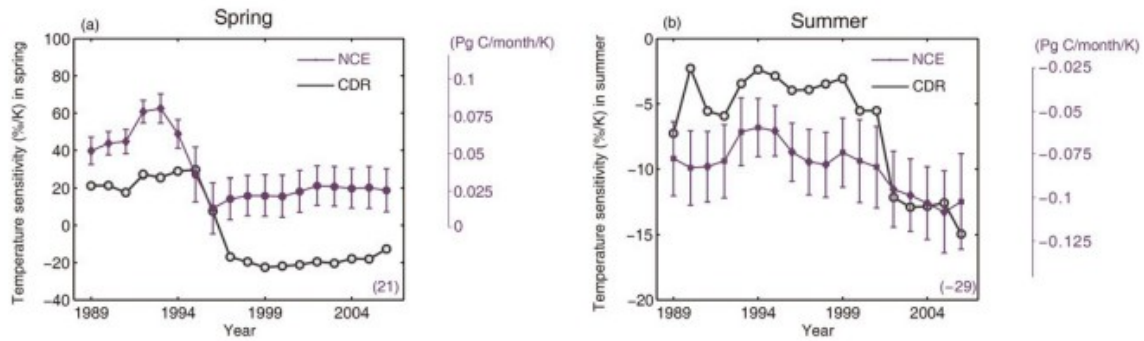 Spring
(a)
(Pg C/month/K)
NCE
CDR
Temperature sensitivity (%/K) in spring
100
80
60
40
20
0
−20
−40
0.1
0.075
0.05
0.025
0
(21)
1989
1994
1999
2004
Year
Summer
(b)
(Pg C/month/K)
NCE
CDR
Temperature sensitivity (%/K) in summer
0
−5
−10
−15
−20
−0.025
−0.05
−0.075
−0.1
−0.125
(−29)
1989
1994
1999
2004
Year